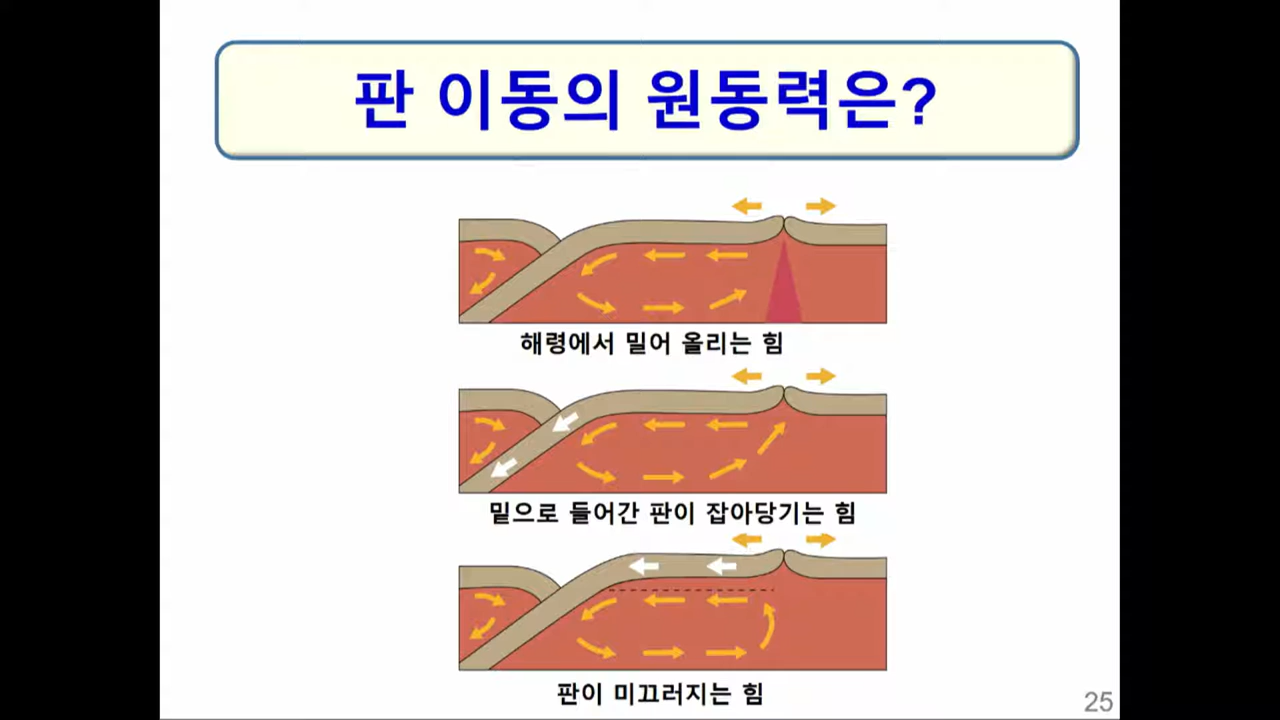 판 이동의 원동력은?
해령에서 밀어 올리는 힘
밑으로 들어간 판이 잡아당기는 힘
판이 미끄러지는 힘
25